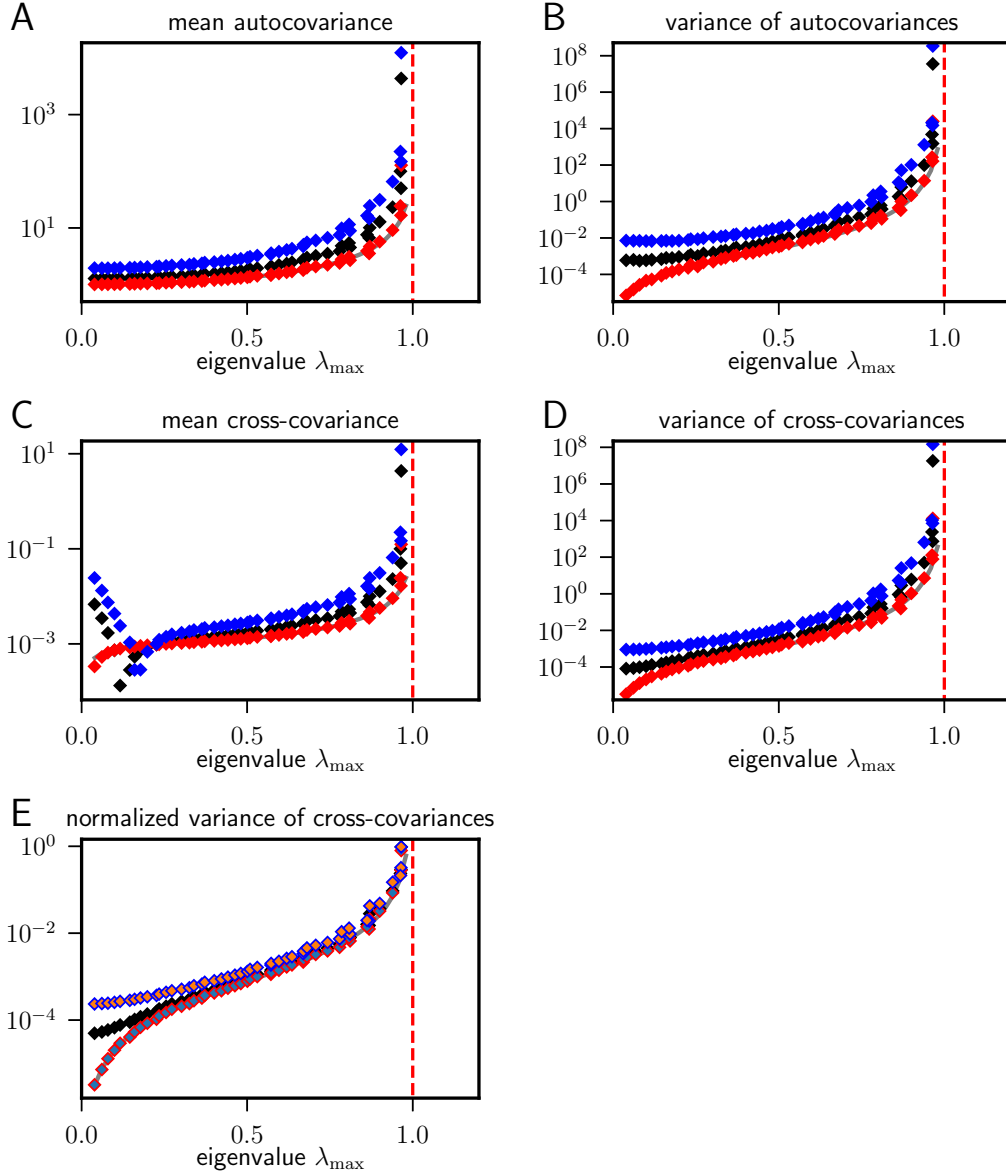 A
mean autocovariance
10^3
10^1
0.0 0.5 1.0
eigenvalue λ_max
B
variance of autocovariances
10^8
10^6
10^4
10^2
10^0
10^−2
10^−4
0.0 0.5 1.0
eigenvalue λ_max
C
mean cross-covariance
10^1
10^−1
10^−3
0.0 0.5 1.0
eigenvalue λ_max
D
variance of cross-covariances
10^8
10^6
10^4
10^2
10^0
10^−2
10^−4
0.0 0.5 1.0
eigenvalue λ_max
E
normalized variance of cross-covariances
10^0
10^−2
10^−4
0.0 0.5 1.0
eigenvalue λ_max